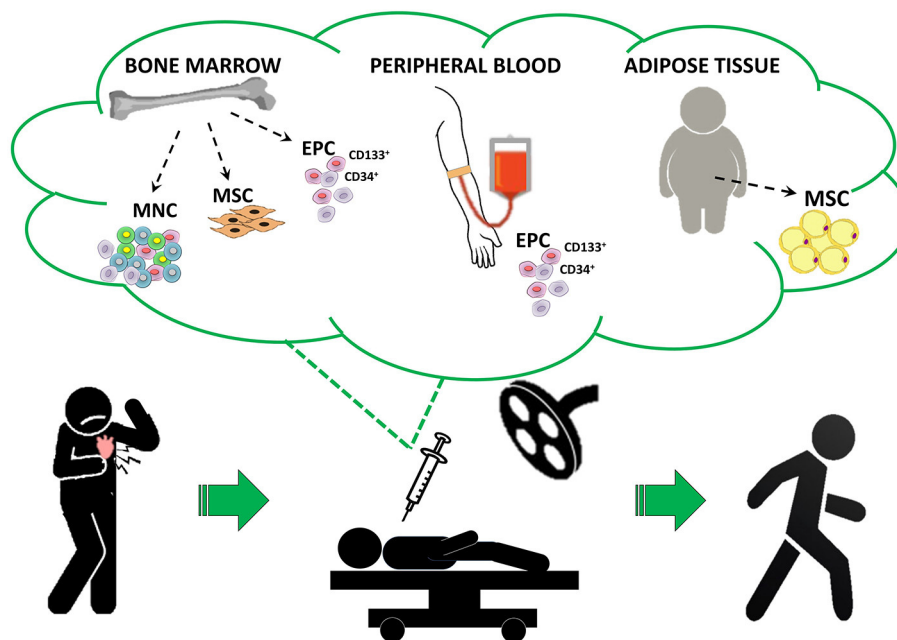 BONE MARROW
PERIPHERAL BLOOD
ADIPOSE TISSUE
EPC
CD133⁺
CD34⁺
MSC
MNC
EPC
CD133⁺
CD34⁺
MSC